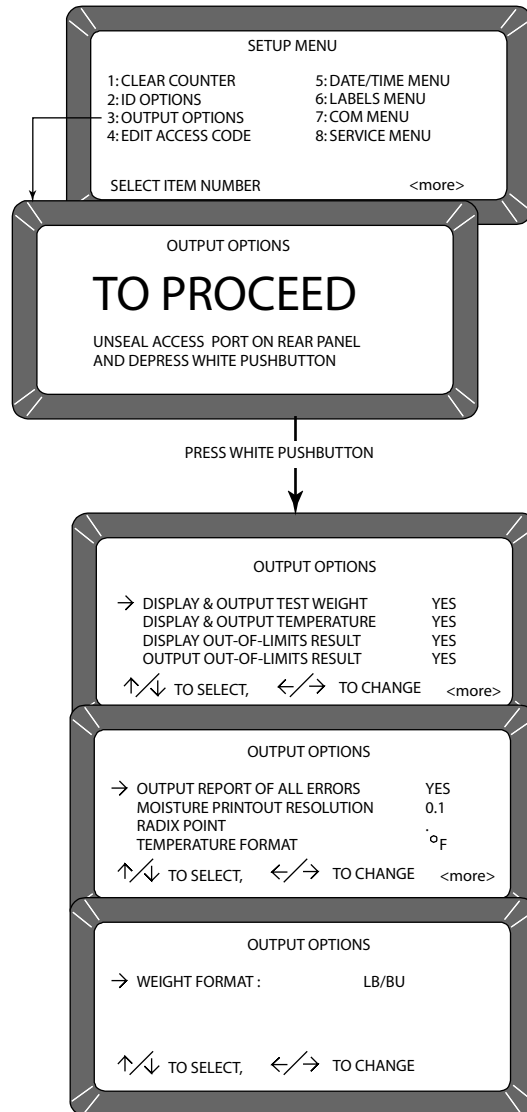 SETUP MENU
1:CLEAR COUNTER 5:DATE/TIME MENU
2:ID OPTIONS 6:LABELS MENU
3:OUTPUT OPTIONS 7:COM MENU
4:EDIT ACCESS CODE 8:SERVICE MENU
SELECT ITEM NUMBER <more>
OUTPUT OPTIONS
TO PROCEED
UNSEAL ACCESS PORT ON REAR PANEL
AND DEPRESS WHITE PUSHBUTTON
PRESS WHITE PUSHBUTTON
OUTPUT OPTIONS
→ DISPLAY & OUTPUT TEST WEIGHT YES
DISPLAY & OUTPUT TEMPERATURE YES
DISPLAY OUT-OF-LIMITS RESULT YES
OUTPUT OUT-OF-LIMITS RESULT YES
↑/↓ TO SELECT, ←/→ TO CHANGE <more>
OUTPUT OPTIONS
→ OUTPUT REPORT OF ALL ERRORS YES
MOISTURE PRINTOUT RESOLUTION 0.1
RADIX POINT .
TEMPERATURE FORMAT °F
↑/↓ TO SELECT, ←/→ TO CHANGE <more>
OUTPUT OPTIONS
→ WEIGHT FORMAT : LB/BU
↑/↓ TO SELECT, ←/→ TO CHANGE